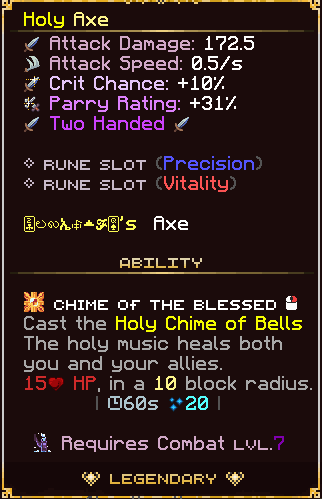 Holy Axe
Attack Damage: 172.5
Attack Speed: 0.5/s
Crit Chance: +10%
Parry Rating: +31%
Two Handed
RUNE SLOT (Precision)
RUNE SLOT (Vitality)
's Axe
ABILITY
CHIME OF THE BLESSED
Cast the Holy Chime of Bells
The holy music heals both
you and your allies.
15❤ HP, in a 10 block radius.
| 60s 20 |
Requires Combat LVL.7
LEGENDARY